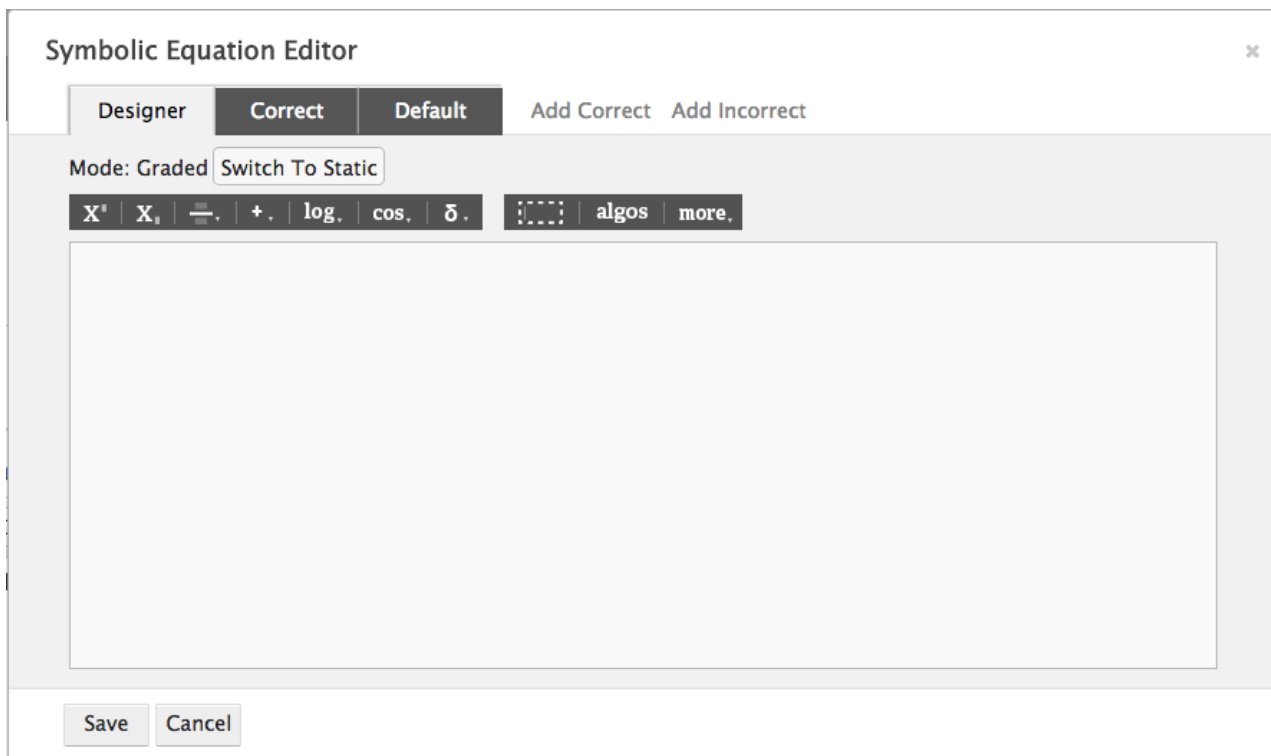 Symbolic Equation Editor
Designer Correct Default Add Correct Add Incorrect
Mode: Graded Switch To Static
X X + log cos δ algos more
Save Cancel